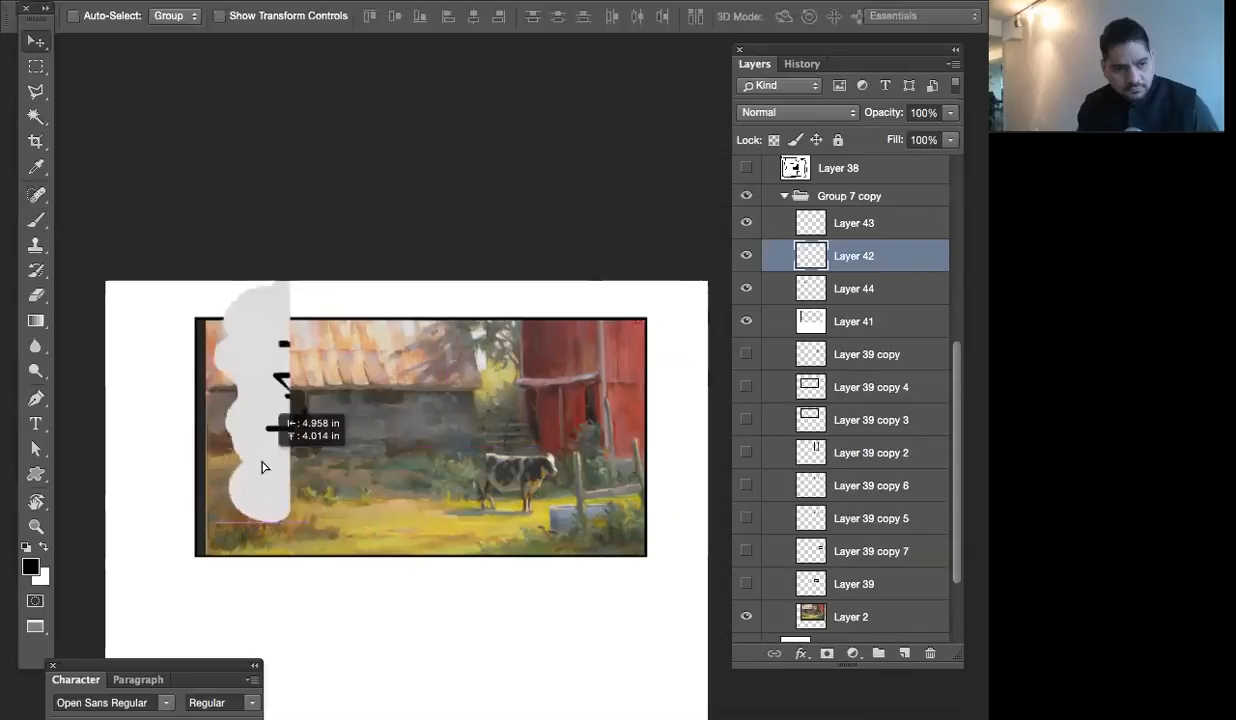 Auto-Select: Group Show Transform Controls 3D Mode: Essentials
Layers History
Kind T
Normal Opacity: 100%
Lock: Fill: 100%
Layer 38
Group 7 copy
Layer 43
Layer 42
Layer 44
Layer 41
Layer 39 copy
Layer 39 copy 4
Layer 39 copy 3
Layer 39 copy 2
Layer 39 copy 6
Layer 39 copy 5
Layer 39 copy 7
Layer 39
Layer 2
fx
: 4.958 in
: 4.014 in
T
Character Paragraph
Open Sans Regular Regular